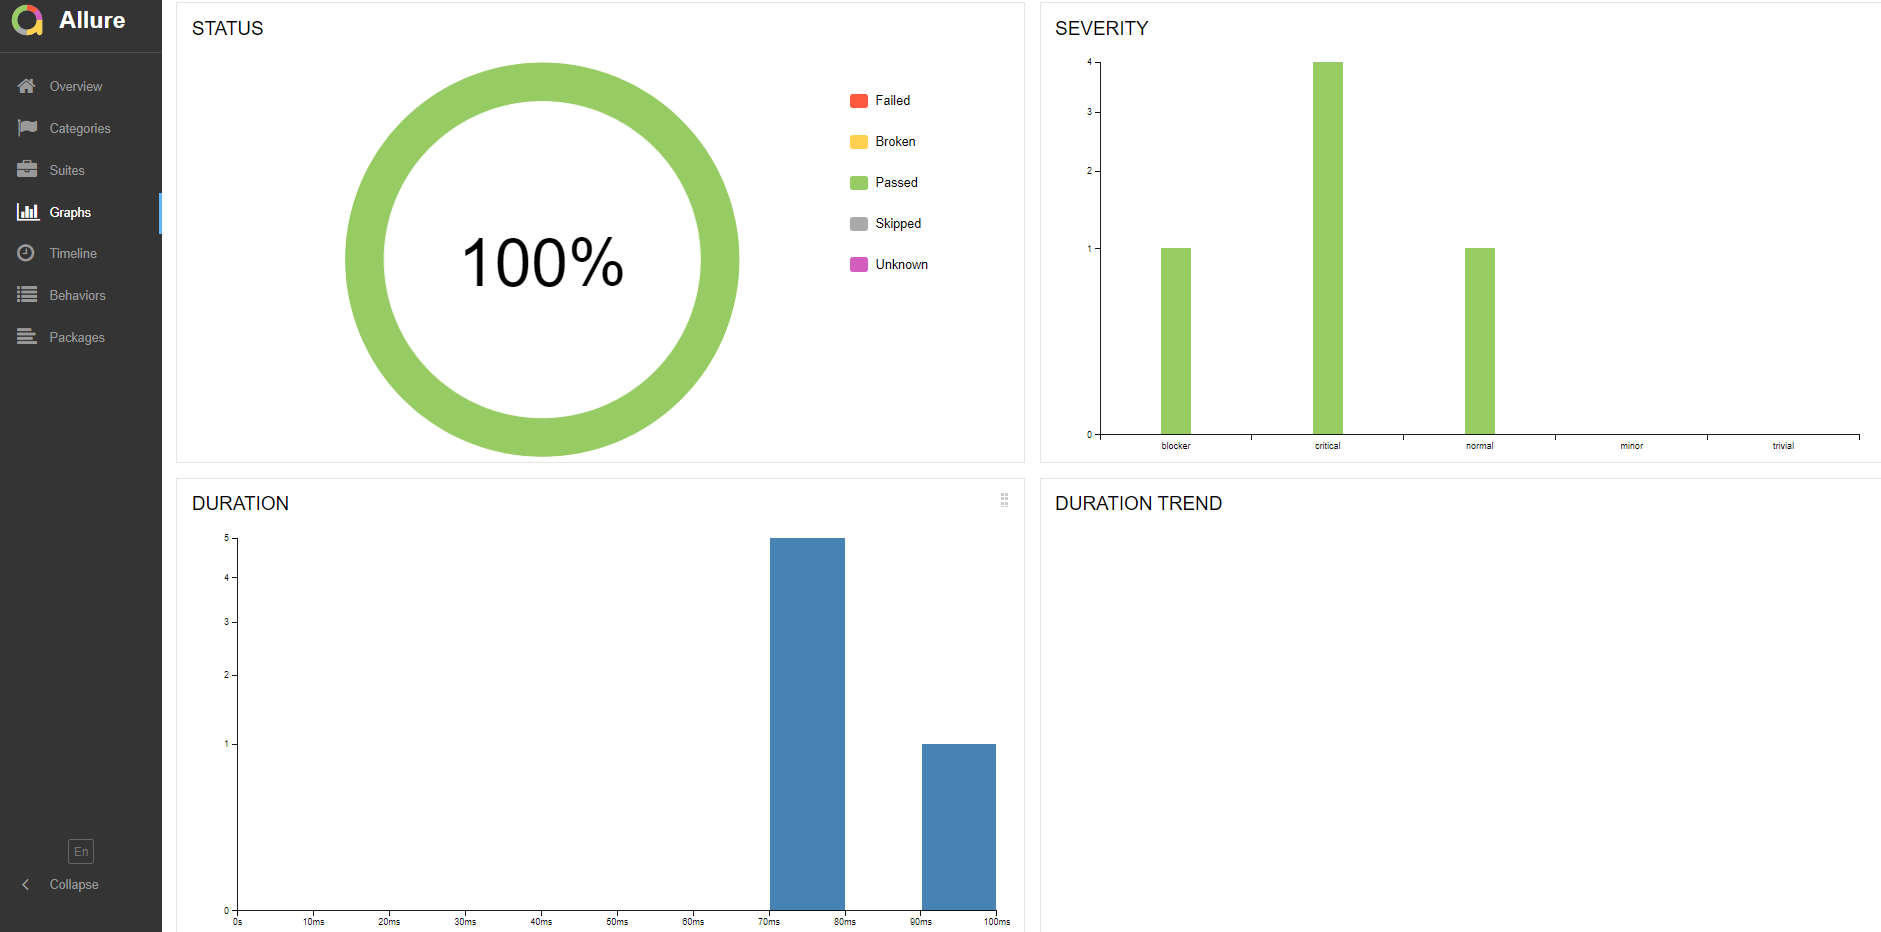 Allure
Overview
Categories
Suites
Graphs
Timeline
Behaviors
Packages
En
Collapse
STATUS
100%
Failed
Broken
Passed
Skipped
Unknown
SEVERITY
4
3
2
1
0
blocker critical normal minor trivial
DURATION
5
4
3
2
1
0
0s 10ms 20ms 30ms 40ms 50ms 60ms 70ms 80ms 90ms 100ms
DURATION TREND